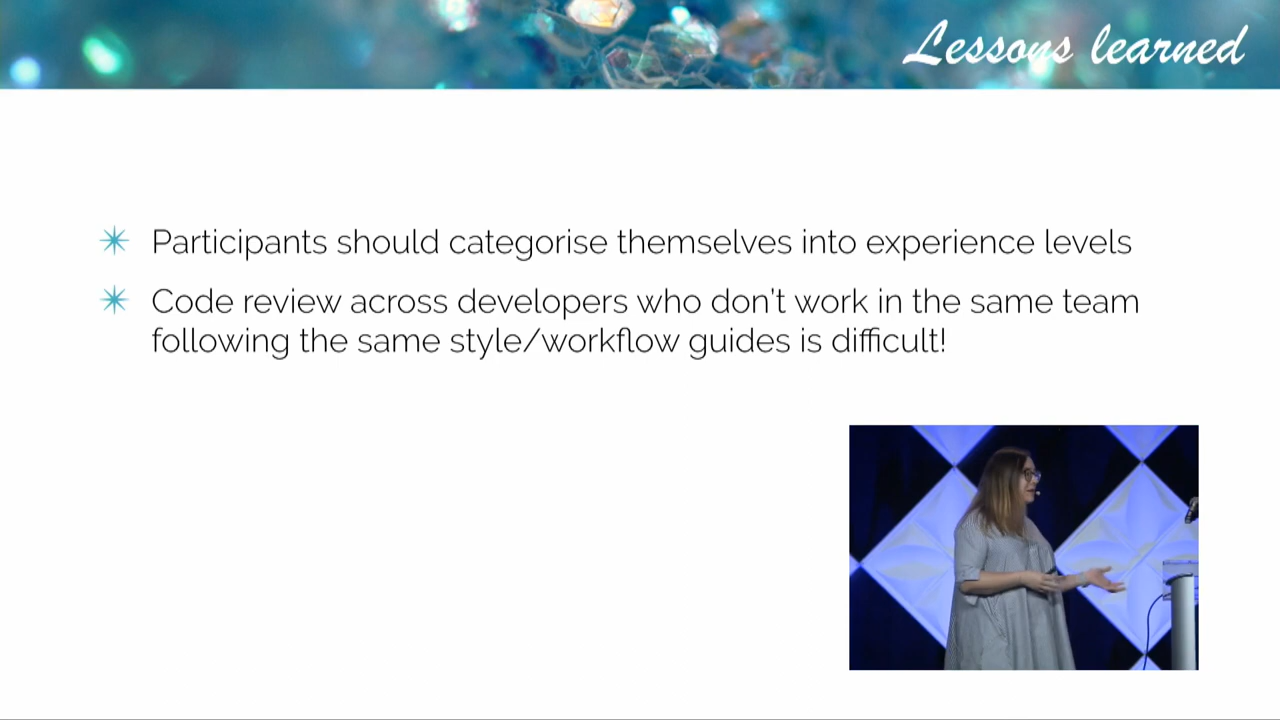 Lessons learned
Participants should categorise themselves into experience levels
Code review across developers who don't work in the same team
following the same style/workflow guides is difficult!